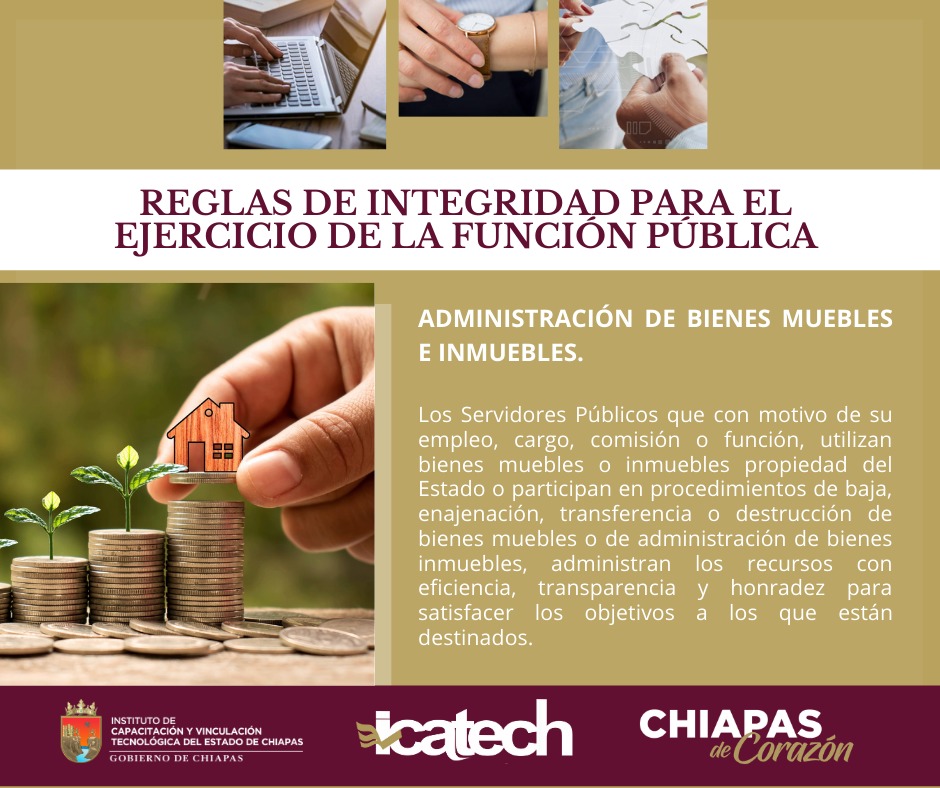 REGLAS DE INTEGRIDAD PARA EL
EJERCICIO DE LA FUNCIÓN PÚBLICA
ADMINISTRACIÓN DE BIENES MUEBLES
E INMUEBLES.
Los Servidores Públicos que con motivo de su
empleo, cargo, comisión o función, utilizan
bienes muebles o inmuebles propiedad del
Estado o participan en procedimientos de baja,
enajenación, transferencia o destrucción de
bienes muebles o de administración de bienes
inmuebles, administran los recursos con
eficiencia, transparencia y honradez para
satisfacer los objetivos a los que están
destinados.
INSTITUTO DE
CAPACITACIÓN Y VINCULACIÓN
TECNOLÓGICA DEL ESTADO DE CHIAPAS
GOBIERNO DE CHIAPAS
icatech
CHIAPAS
de Corazón